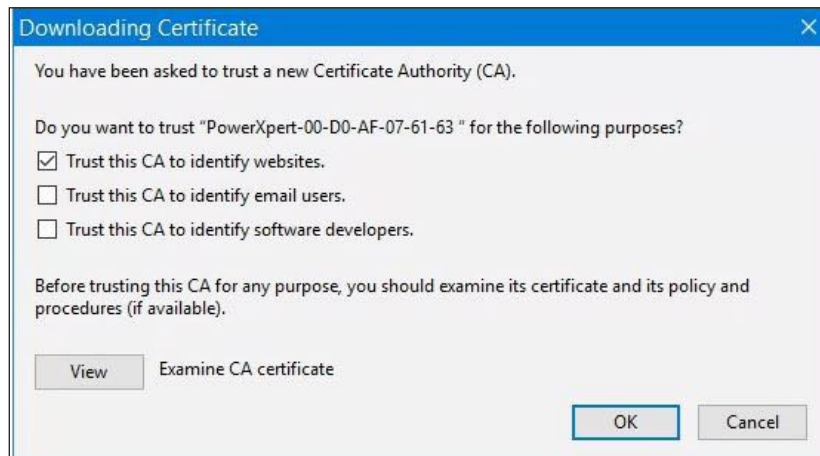 Downloading Certificate
You have been asked to trust a new Certificate Authority (CA).
Do you want to trust “PowerXpert-00-D0-AF-07-61-63 ” for the following purposes?
Trust this CA to identify websites.
Trust this CA to identify email users.
Trust this CA to identify software developers.
Before trusting this CA for any purpose, you should examine its certificate and its policy and
procedures (if available).
View Examine CA certificate
OK Cancel